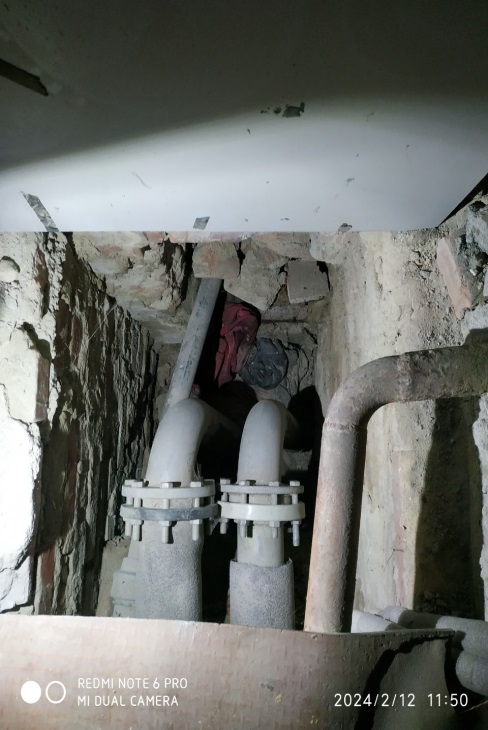 REDMI NOTE 6 PRO
MI DUAL CAMERA
2024/2/12 11:50